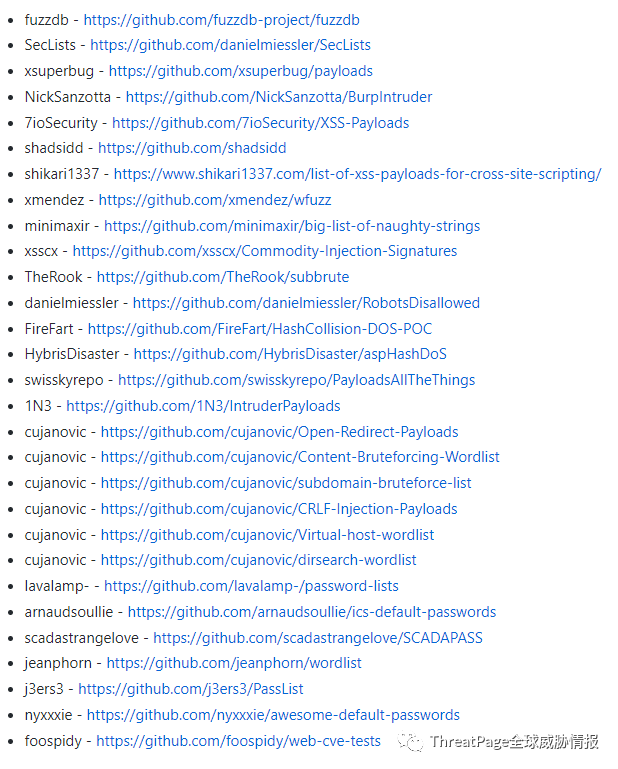 fuzzdb - https://github.com/fuzzdb-project/fuzzdb
SecLists - https://github.com/danielmiessler/SecLists
xsuperbug - https://github.com/xsuperbug/payloads
NickSanzotta - https://github.com/NickSanzotta/BurpIntruder
7ioSecurity - https://github.com/7ioSecurity/XSS-Payloads
shadsidd - https://github.com/shadsidd
shikari1337 - https://www.shikari1337.com/list-of-xss-payloads-for-cross-site-scripting/
xmendez - https://github.com/xmendez/wfuzz
minimaxir - https://github.com/minimaxir/big-list-of-naughty-strings
xsscx - https://github.com/xsscx/Commodity-Injection-Signatures
TheRook - https://github.com/TheRook/subbrute
danielmiessler - https://github.com/danielmiessler/RobotsDisallowed
FireFart - https://github.com/FireFart/HashCollision-DOS-POC
HybrisDisaster - https://github.com/HybrisDisaster/aspHashDoS
swisskyrepo - https://github.com/swisskyrepo/PayloadsAllTheThings
1N3 - https://github.com/1N3/IntruderPayloads
cujanovic - https://github.com/cujanovic/Open-Redirect-Payloads
cujanovic - https://github.com/cujanovic/Content-Bruteforcing-Wordlist
cujanovic - https://github.com/cujanovic/subdomain-bruteforce-list
cujanovic - https://github.com/cujanovic/CRLF-Injection-Payloads
cujanovic - https://github.com/cujanovic/Virtual-host-wordlist
cujanovic - https://github.com/cujanovic/dirsearch-wordlist
lavalamp- - https://github.com/lavalamp-/password-lists
arnaudsoullie - https://github.com/arnaudsoullie/ics-default-passwords
scadastrangelove - https://github.com/scadastrangelove/SCADAPASS
jeanphorn - https://github.com/jeanphorn/wordlist
j3ers3 - https://github.com/j3ers3/PassList
nyxxxie - https://github.com/nyxxxie/awesome-default-passwords
foospidy - https://github.com/foospidy/web-cve-tests
ThreatPage全球威胁情报